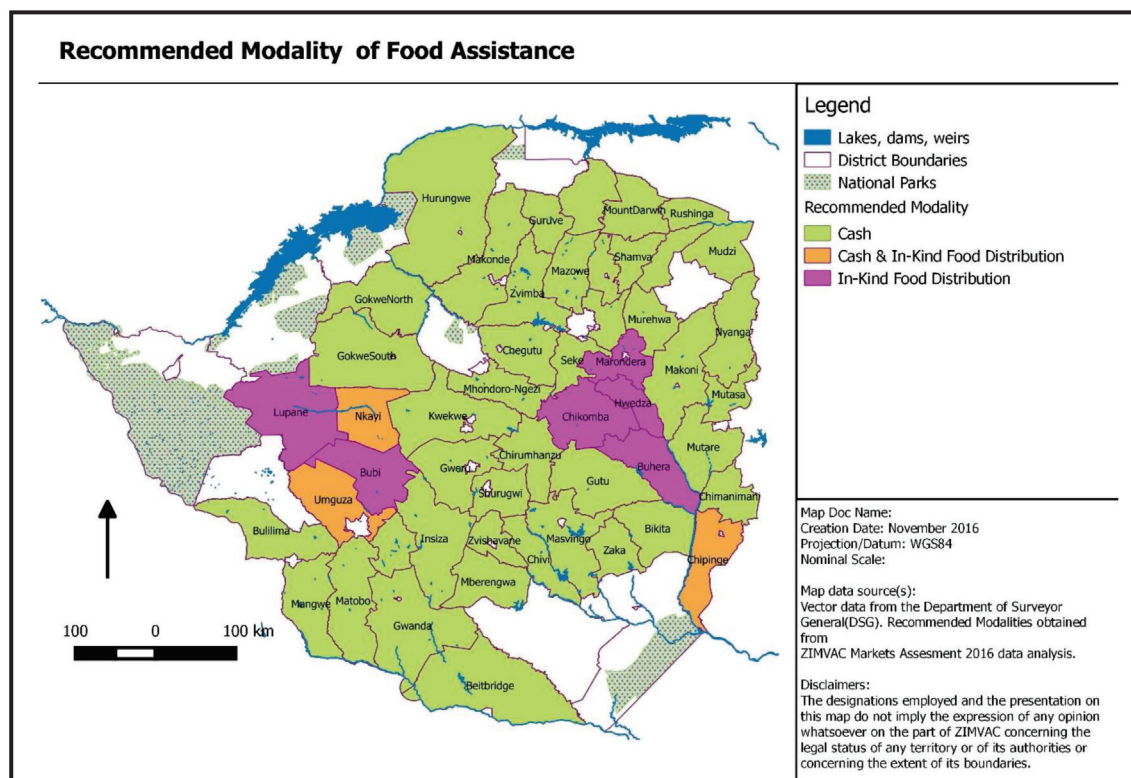 Recommended Modality of Food Assistance
Legend
Lakes, dams, weirs
District Boundaries
National Parks
Recommended Modality
Cash
Cash & In-Kind Food Distribution
In-Kind Food Distribution
Hurungwe
Guruve
MountDarwin
Rushinga
Mudzi
Makonde
Mazowe
Shamva
Zvimba
GokweNorth
Murehwa
Nyanga
Chegutu
GokweSouth
Seke
Marondera
Makoni
Mhondoro-Ngezi
Mutasa
Lupane
Nkayi
Kwekwe
Chikomba
Hwedza
Mutare
Chirumhanzu
Buhera
Bubi
Gweru
Umguza
Shurugwi
Gutu
Chimanimani
Bulilima
Insiza
Zvishavane
Masvingo
Bikita
Chivi
Zaka
Chipinge
Mberengwa
Mangwe
Matobo
Gwanda
Beitbridge
100 0 100 km
Map Doc Name:
Creation Date: November 2016
Projection/Datum: WGS84
Nominal Scale:
Map data source(s):
Vector data from the Department of Surveyor
General(DSG). Recommended Modalities obtained
from
ZIMVAC Markets Assesment 2016 data analysis.
Disclaimers:
The designations employed and the presentation on
this map do not imply the expression of any opinion
whatsoever on the part of ZIMVAC concerning the
legal status of any territory or of its authorities or
concerning the extent of its boundaries.